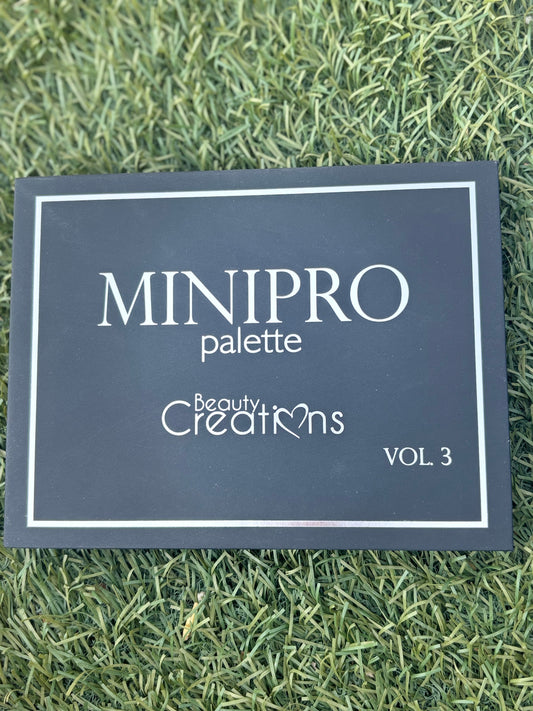 MINIPRO
palette
Beauty
Creations
VOL. 3